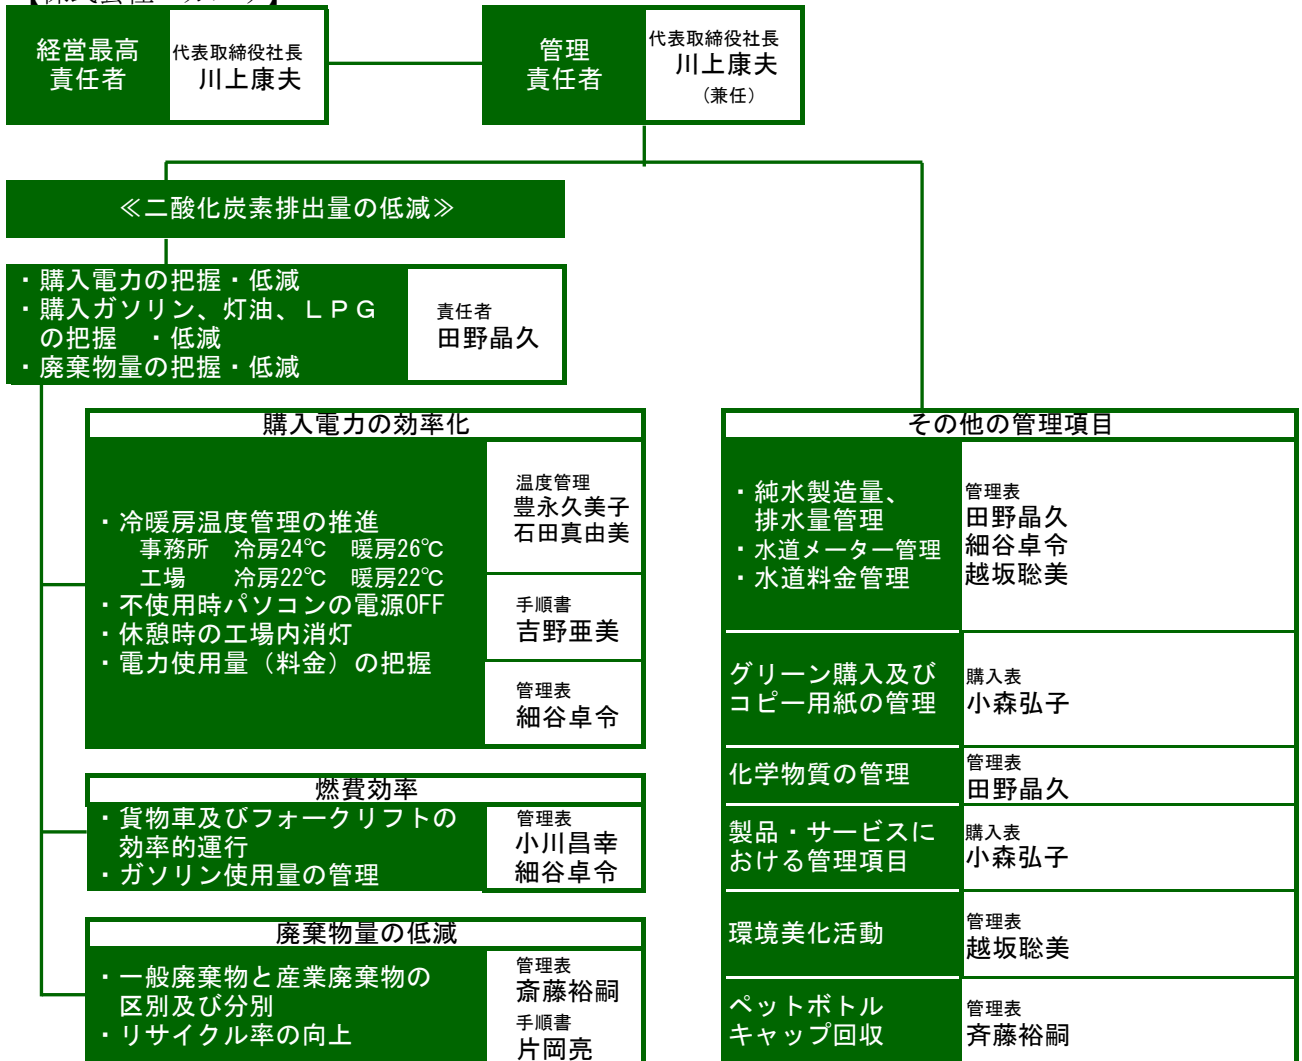 経営最高
責任者
代表取締役社長
川上康夫
管理
責任者
代表取締役社長
川上康夫
(兼任)
≪二酸化炭素排出量の低減≫
・購入電力の把握・低減
・購入ガソリン、灯油、ＬＰＧ
の把握　・低減
・廃棄物量の把握・低減
責任者
田野晶久
購入電力の効率化
・冷暖房温度管理の推進
事務所　冷房24℃　暖房26℃
工場　　冷房22℃　暖房22℃
・不使用時パソコンの電源OFF
・休憩時の工場内消灯
・電力使用量（料金）の把握
温度管理
豊永久美子
石田真由美
手順書
吉野亜美
管理表
細谷卓令
燃費効率
・貨物車及びフォークリフトの
効率的運行
・ガソリン使用量の管理
管理表
小川昌幸
細谷卓令
廃棄物量の低減
・一般廃棄物と産業廃棄物の
区別及び分別
・リサイクル率の向上
管理表
斎藤裕嗣
手順書
片岡亮
その他の管理項目
・純水製造量、
排水量管理
・水道メーター管理
・水道料金管理
管理表
田野晶久
細谷卓令
越坂聡美
グリーン購入及び
コピー用紙の管理
購入表
小森弘子
化学物質の管理
管理表
田野晶久
製品・サービスに
おける管理項目
購入表
小森弘子
環境美化活動
管理表
越坂聡美
ペットボトル
キャップ回収
管理表
斉藤裕嗣